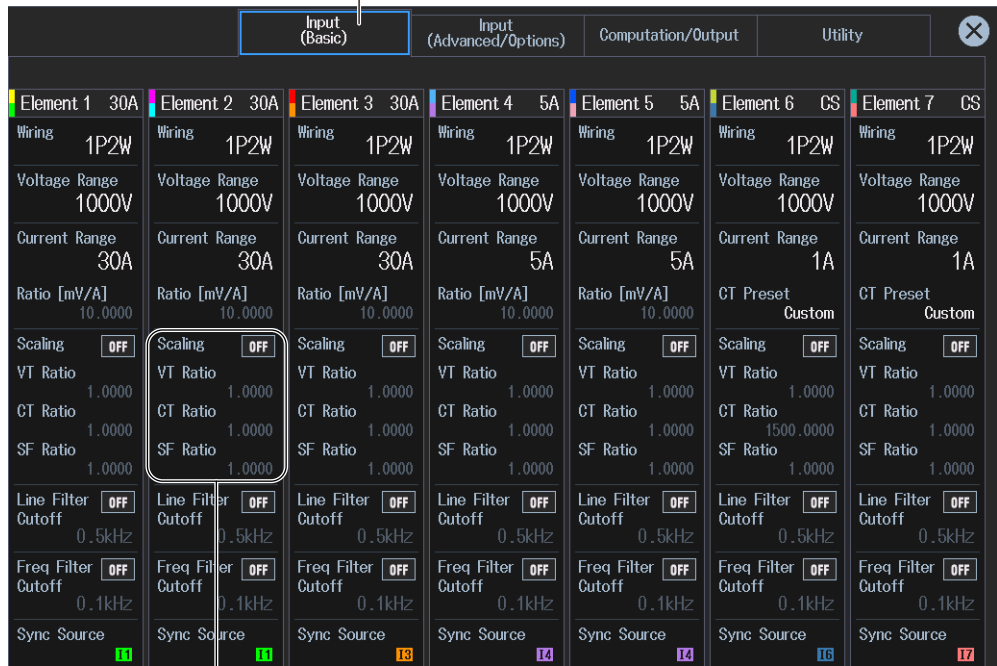 Input
(Basic)
Input
(Advanced/Options)
Computation/Output
Utility
Element 1 30A
Element 2 30A
Element 3 30A
Element 4 5A
Element 5 5A
Element 6 CS
Element 7 CS
Wiring Wiring Wiring Wiring Wiring Wiring Wiring
1P2W 1P2W 1P2W 1P2W 1P2W 1P2W 1P2W
Voltage Range Voltage Range Voltage Range Voltage Range Voltage Range Voltage Range Voltage Range
1000V 1000V 1000V 1000V 1000V 1000V 1000V
Current Range Current Range Current Range Current Range Current Range Current Range Current Range
30A 30A 30A 5A 5A 1A 1A
Ratio [mV/A] Ratio [mV/A] Ratio [mV/A] Ratio [mV/A] Ratio [mV/A] CT Preset CT Preset
10.0000 10.0000 10.0000 10.0000 10.0000 Custom Custom
Scaling OFF Scaling OFF Scaling OFF Scaling OFF Scaling OFF Scaling OFF Scaling OFF
VT Ratio VT Ratio VT Ratio VT Ratio VT Ratio VT Ratio VT Ratio
1.0000 1.0000 1.0000 1.0000 1.0000 1.0000 1.0000
CT Ratio CT Ratio CT Ratio CT Ratio CT Ratio CT Ratio CT Ratio
1.0000 1.0000 1.0000 1.0000 1.0000 1500.0000 1.0000
SF Ratio SF Ratio SF Ratio SF Ratio SF Ratio SF Ratio SF Ratio
1.0000 1.0000 1.0000 1.0000 1.0000 1.0000 1.0000
Line Filter OFF Line Filter OFF Line Filter OFF Line Filter OFF Line Filter OFF Line Filter OFF Line Filter OFF
Cutoff Cutoff Cutoff Cutoff Cutoff Cutoff Cutoff
0.5kHz 0.5kHz 0.5kHz 0.5kHz 0.5kHz 0.5kHz 0.5kHz
Freq Filter OFF Freq Filter OFF Freq Filter OFF Freq Filter OFF Freq Filter OFF Freq Filter OFF Freq Filter OFF
Cutoff Cutoff Cutoff Cutoff Cutoff Cutoff Cutoff
0.1kHz 0.1kHz 0.1kHz 0.1kHz 0.1kHz 0.1kHz 0.1kHz
Sync Source Sync Source Sync Source Sync Source Sync Source Sync Source Sync Source
I1 I1 I3 I4 I4 I6 I7